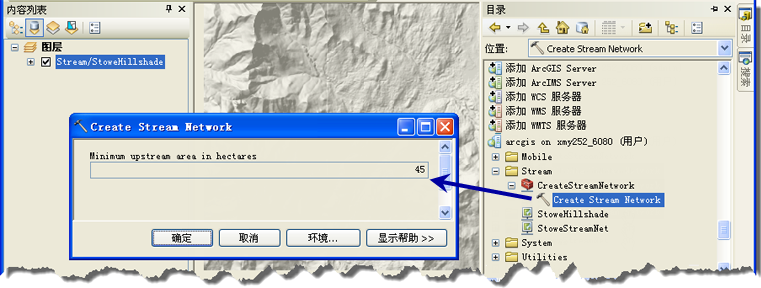 内容列表
图层
Stream/StoweHillshade
Create Stream Network
Minimum upstream area in hectares
45
确定
取消
环境...
显示帮助 >>
目录
位置:
Create Stream Network
添加 ArcGIS Server
添加 ArcIMS Server
添加 WCS 服务器
添加 WMS 服务器
添加 WMTS 服务器
arcgis on xmy252_6080 (用户)
Mobile
Stream
CreateStreamNetwork
Create Stream Network
StoweHillshade
StoweStreamNet
System
Utilities
目录
搜索